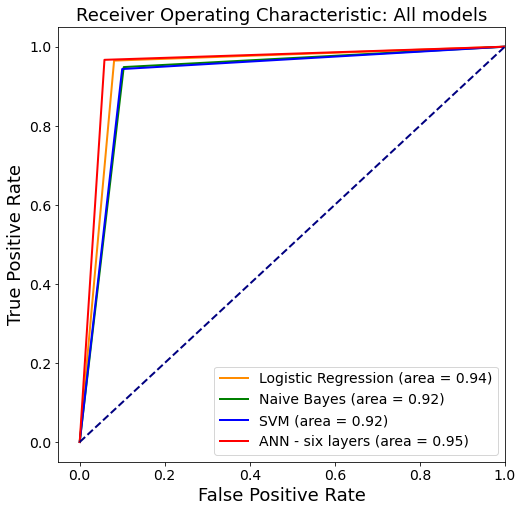 Receiver Operating Characteristic: All models
True Positive Rate
1.0
0.8
0.6
0.4
0.2
0.0
Logistic Regression (area = 0.94)
Naive Bayes (area = 0.92)
SVM (area = 0.92)
ANN - six layers (area = 0.95)
0.0 0.2 0.4 0.6 0.8 1.0
False Positive Rate